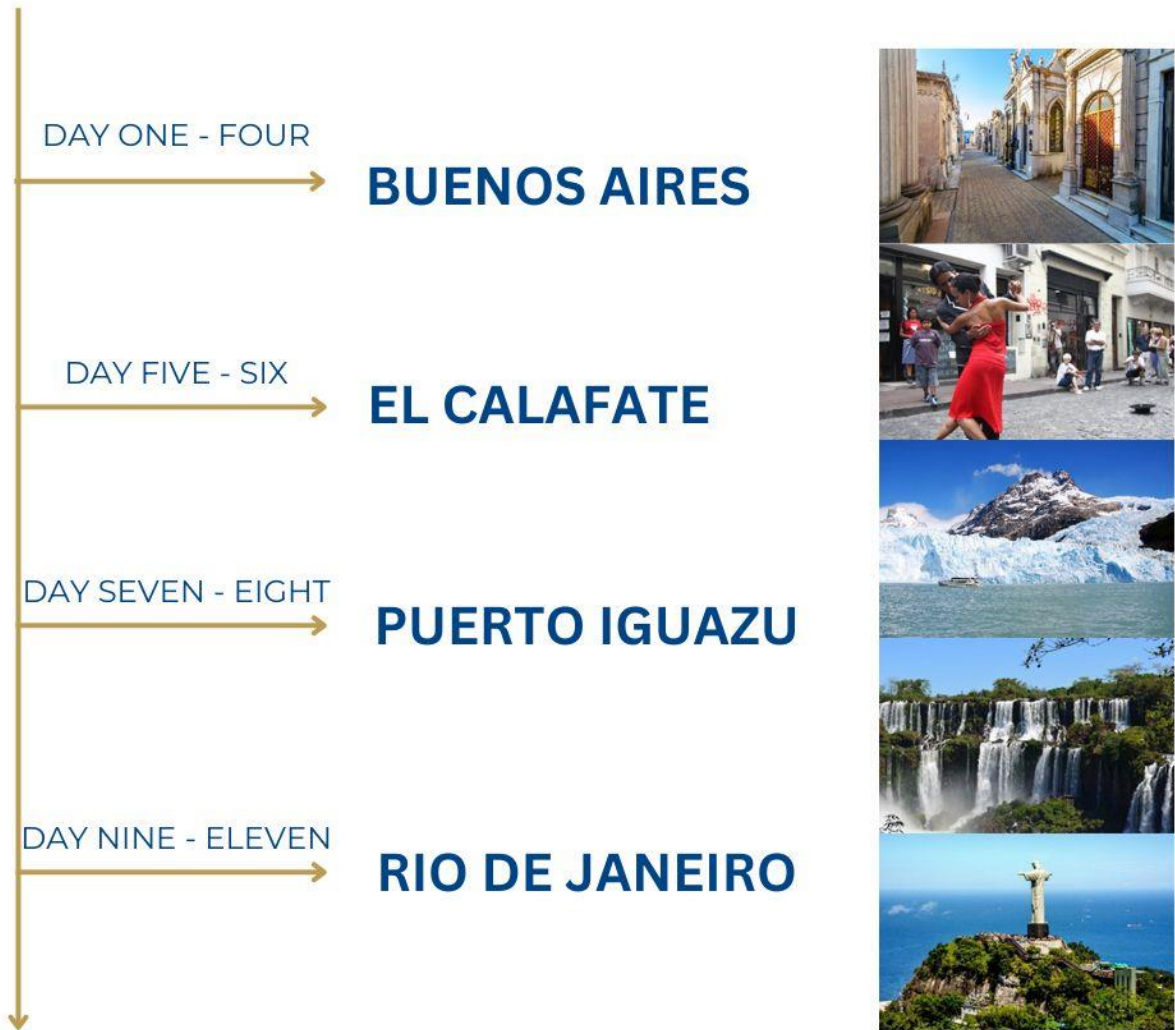 DAY ONE - FOUR
BUENOS AIRES
DAY FIVE - SIX
EL CALAFATE
DAY SEVEN - EIGHT
PUERTO IGUAZU
DAY NINE - ELEVEN
RIO DE JANEIRO